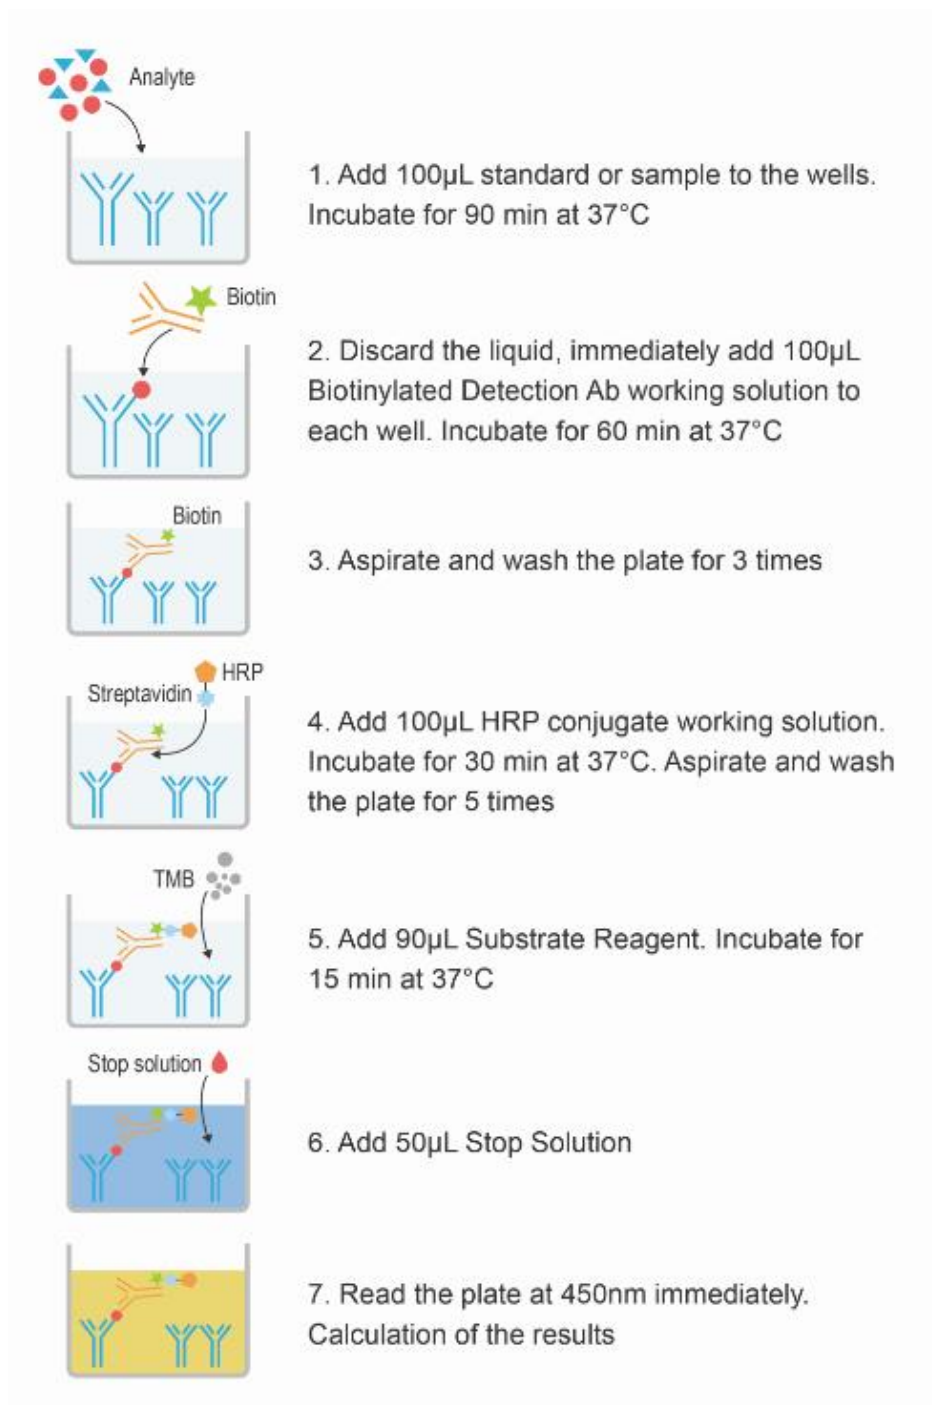 Analyte
1. Add 100µL standard or sample to the wells.
Incubate for 90 min at 37°C
Biotin
2. Discard the liquid, immediately add 100µL
Biotinylated Detection Ab working solution to
each well. Incubate for 60 min at 37°C
Biotin
3. Aspirate and wash the plate for 3 times
HRP
Streptavidin
4. Add 100µL HRP conjugate working solution.
Incubate for 30 min at 37°C. Aspirate and wash
the plate for 5 times
TMB
5. Add 90µL Substrate Reagent. Incubate for
15 min at 37°C
Stop solution
6. Add 50µL Stop Solution
7. Read the plate at 450nm immediately.
Calculation of the results